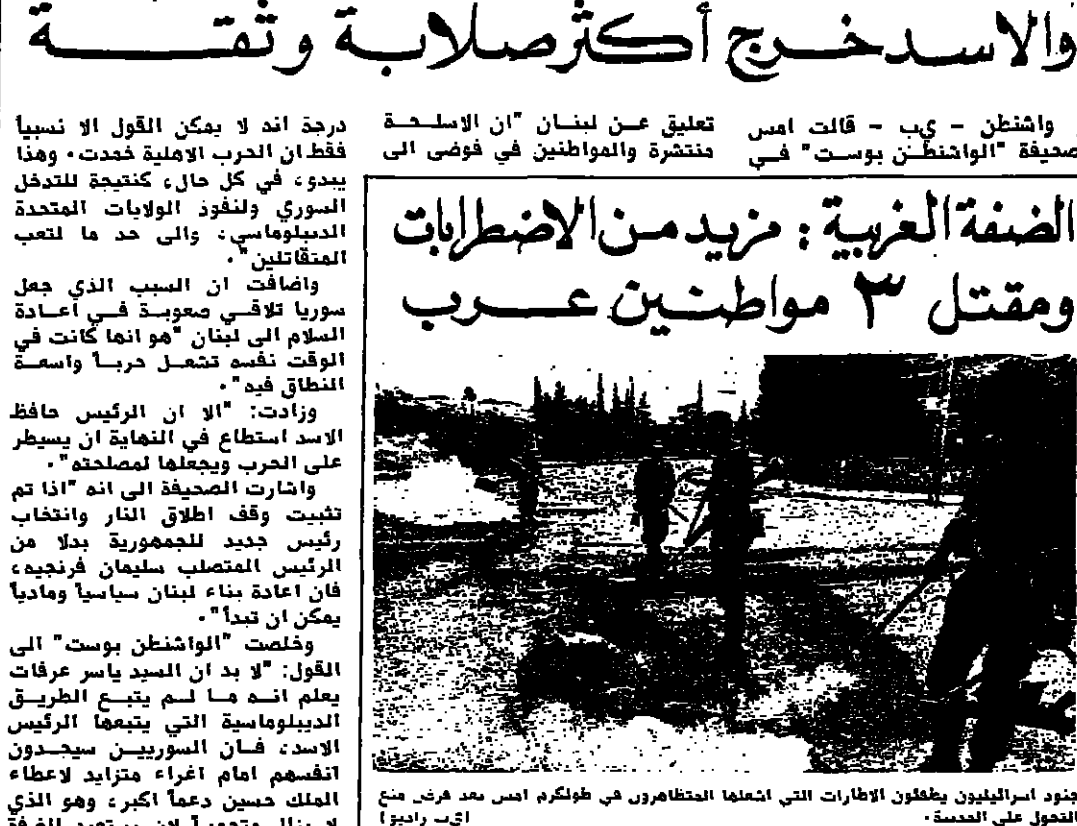 والاسد خرج أكثر صلابة وثقة
واشنطن - ي ب - قالت امس
صحيفة "الواشنطن بوست" في
تعليق عن لبنان "ان الاسلحة
منتشرة والمواطنين في فوضى الى
درجة انه لا يمكن القول الا نسبياً
فقط ان الحرب الاهلية خمدت. وهذا
يبدو، في كل حال، كنتيجة للتدخل
السوري ولنفوذ الولايات المتحدة
الديبلوماسي، والى حد ما لتعب
المتقاتلين".
واضافت ان السبب الذي جعل
سوريا تلاقي صعوبة في اعادة
السلام الى لبنان "هو انها كانت في
الوقت نفسه تشعل حرباً واسعة
النطاق فيه".
وزادت: "الا ان الرئيس حافظ
الاسد استطاع في النهاية ان يسيطر
على الحرب ويجعلها لمصلحته".
واشارت الصحيفة الى انه "اذا تم
تثبيت وقف اطلاق النار وانتخاب
رئيس جديد للجمهورية بدلا من
الرئيس المتصلب سليمان فرنجيه،
فان اعادة بناء لبنان سياسياً ومادياً
يمكن ان تبدأ".
وخلصت "الواشنطن بوست" الى
القول: "لا بد ان السيد ياسر عرفات
يعلم انه ما لم يتبع الطريق
الديبلوماسية التي يتبعها الرئيس
الاسد، فان السوريين سيجدون
انفسهم امام اغراء متزايد لاعطاء
الملك حسين دعماً اكبر، وهو الذي
الضفة الغربية: مزيد من الاضطرابات
ومقتل ٣ مواطنين عرب
جنود اسرائيليون يطفئون الاطارات التي اشعلها المتظاهرون في طولكرم امس بعد فرض منع
التجول على المدينة.
(ا ب راديو)